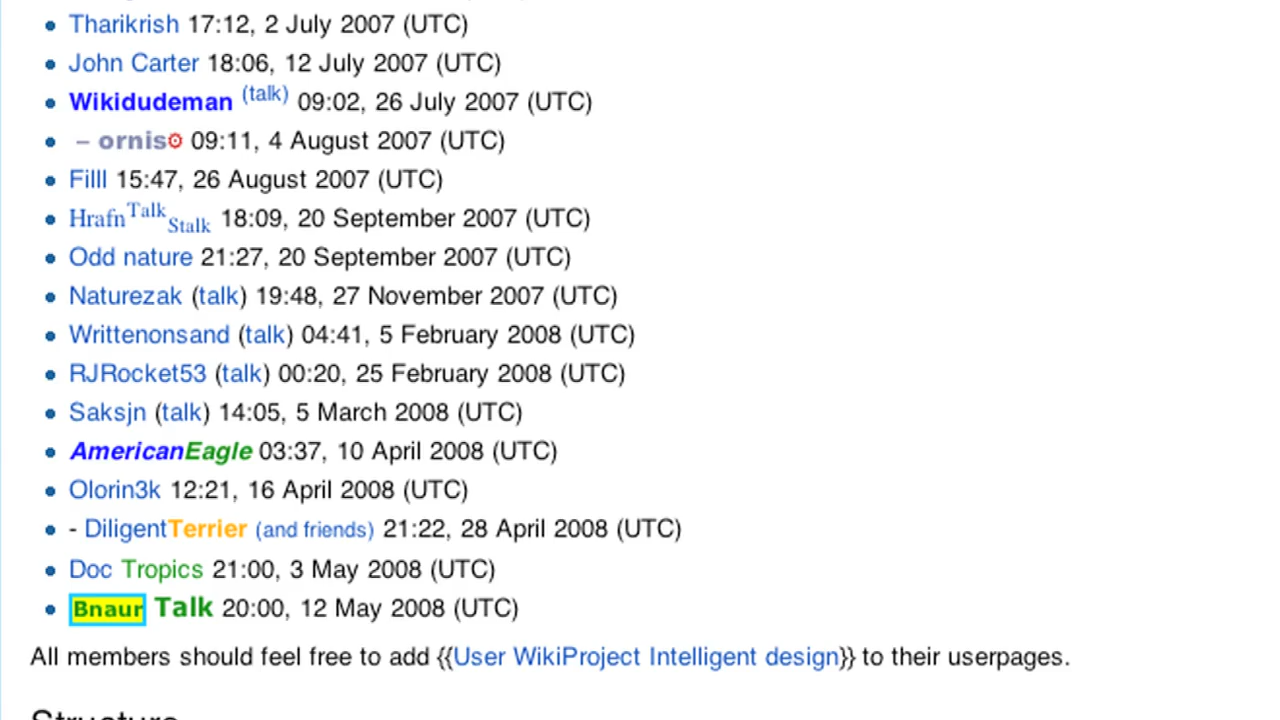 Tharikrish 17:12, 2 July 2007 (UTC)
John Carter 18:06, 12 July 2007 (UTC)
Wikidudeman (talk) 09:02, 26 July 2007 (UTC)
– ornis⚙ 09:11, 4 August 2007 (UTC)
Filll 15:47, 26 August 2007 (UTC)
HrafnTalkStalk 18:09, 20 September 2007 (UTC)
Odd nature 21:27, 20 September 2007 (UTC)
Naturezak (talk) 19:48, 27 November 2007 (UTC)
Writtenonsand (talk) 04:41, 5 February 2008 (UTC)
RJRocket53 (talk) 00:20, 25 February 2008 (UTC)
Saksjn (talk) 14:05, 5 March 2008 (UTC)
AmericanEagle 03:37, 10 April 2008 (UTC)
Olorin3k 12:21, 16 April 2008 (UTC)
- DiligentTerrier (and friends) 21:22, 28 April 2008 (UTC)
Doc Tropics 21:00, 3 May 2008 (UTC)
Bnaur Talk 20:00, 12 May 2008 (UTC)
All members should feel free to add {{User WikiProject Intelligent design}} to their userpages.
Structure